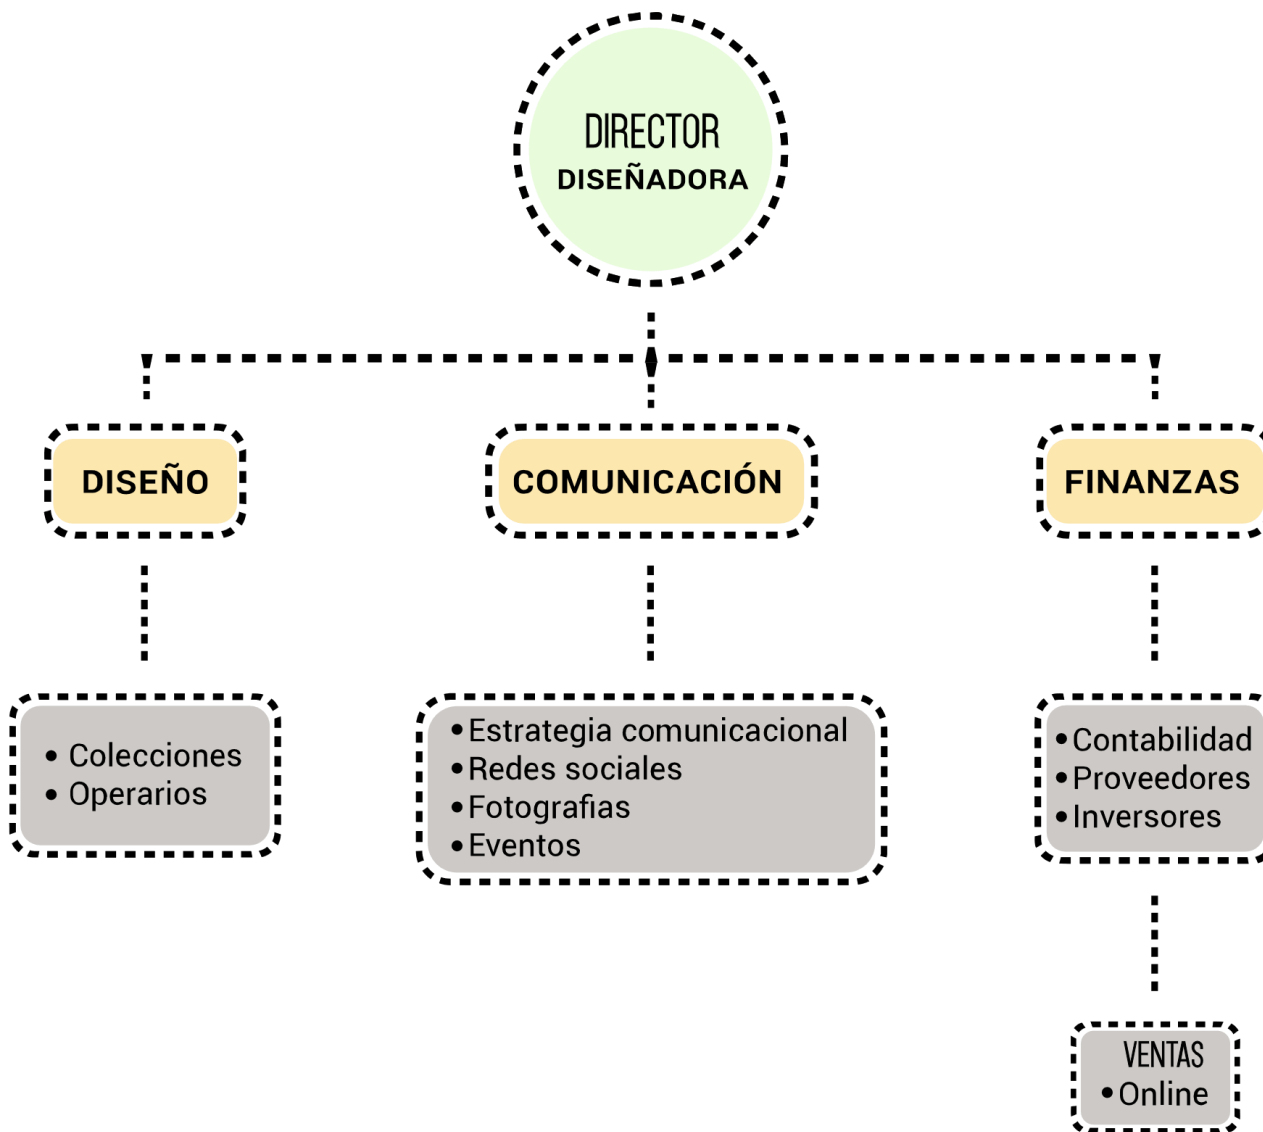 DIRECTOR
DISEÑADORA
DISEÑO
COMUNICACIÓN
FINANZAS
• Colecciones
• Operarios
• Estrategia comunicacional
• Redes sociales
• Fotografias
• Eventos
• Contabilidad
• Proveedores
• Inversores
VENTAS
• Online